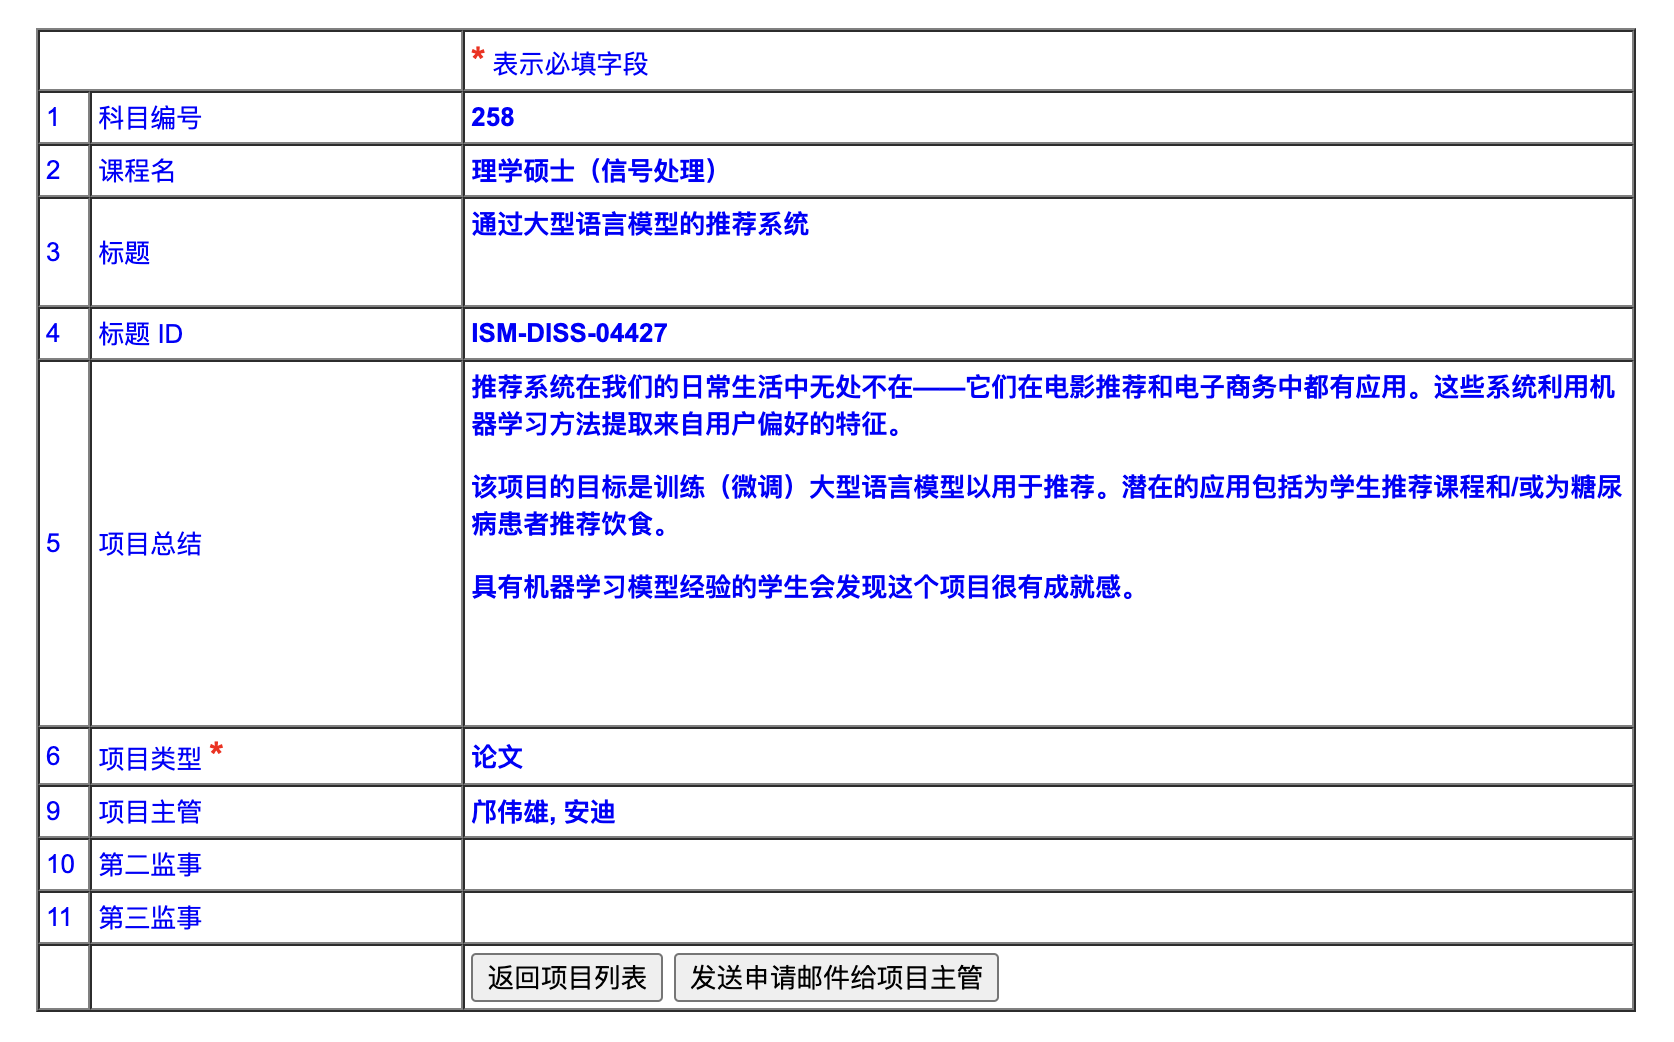 * 表示必填字段
1 科目编号 258
2 课程名 理学硕士（信号处理）
3 标题 通过大型语言模型的推荐系统
4 标题 ID ISM-DISS-04427
5 项目总结 推荐系统在我们的日常生活中无处不在——它们在电影推荐和电子商务中都有应用。这些系统利用机
器学习方法提取来自用户偏好的特征。
该项目的目标是训练（微调）大型语言模型以用于推荐。潜在的应用包括为学生推荐课程和/或为糖尿
病患者推荐饮食。
具有机器学习模型经验的学生会发现这个项目很有成就感。
6 项目类型 * 论文
9 项目主管 邝伟雄, 安迪
10 第二监事
11 第三监事
返回项目列表 发送申请邮件给项目主管